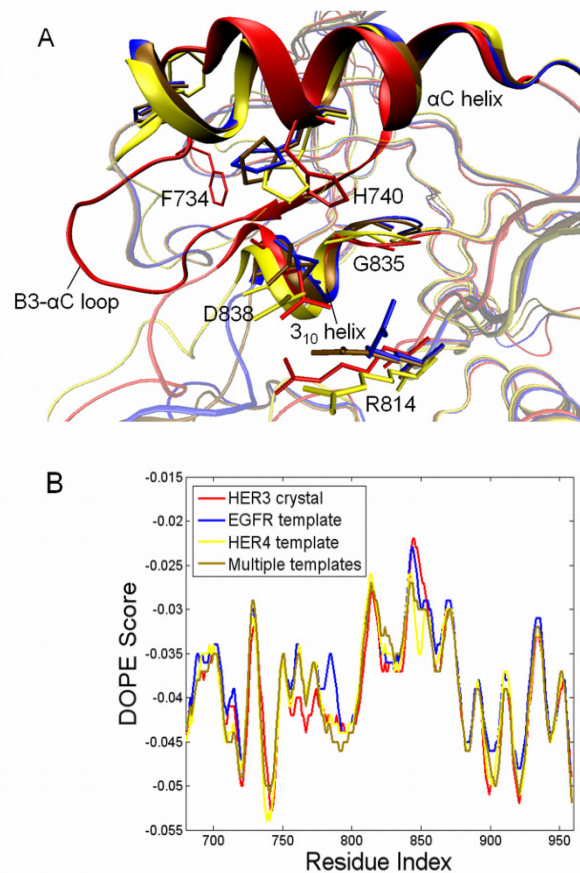 A
αC helix
F734
H740
G835
B3-αC loop
D838
3₁₀ helix
R814
B
HER3 crystal
EGFR template
HER4 template
Multiple templates
DOPE Score
-0.015
-0.02
-0.025
-0.03
-0.035
-0.04
-0.045
-0.05
-0.055
700 750 800 850 900 950
Residue Index